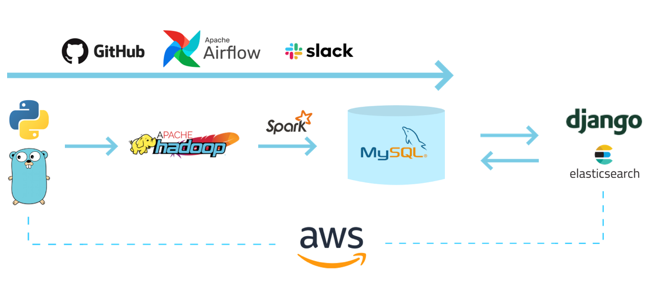 GitHub
Apache
Airflow
slack
APACHE
hadoop
Spark
MySQL®
django
elasticsearch
aws